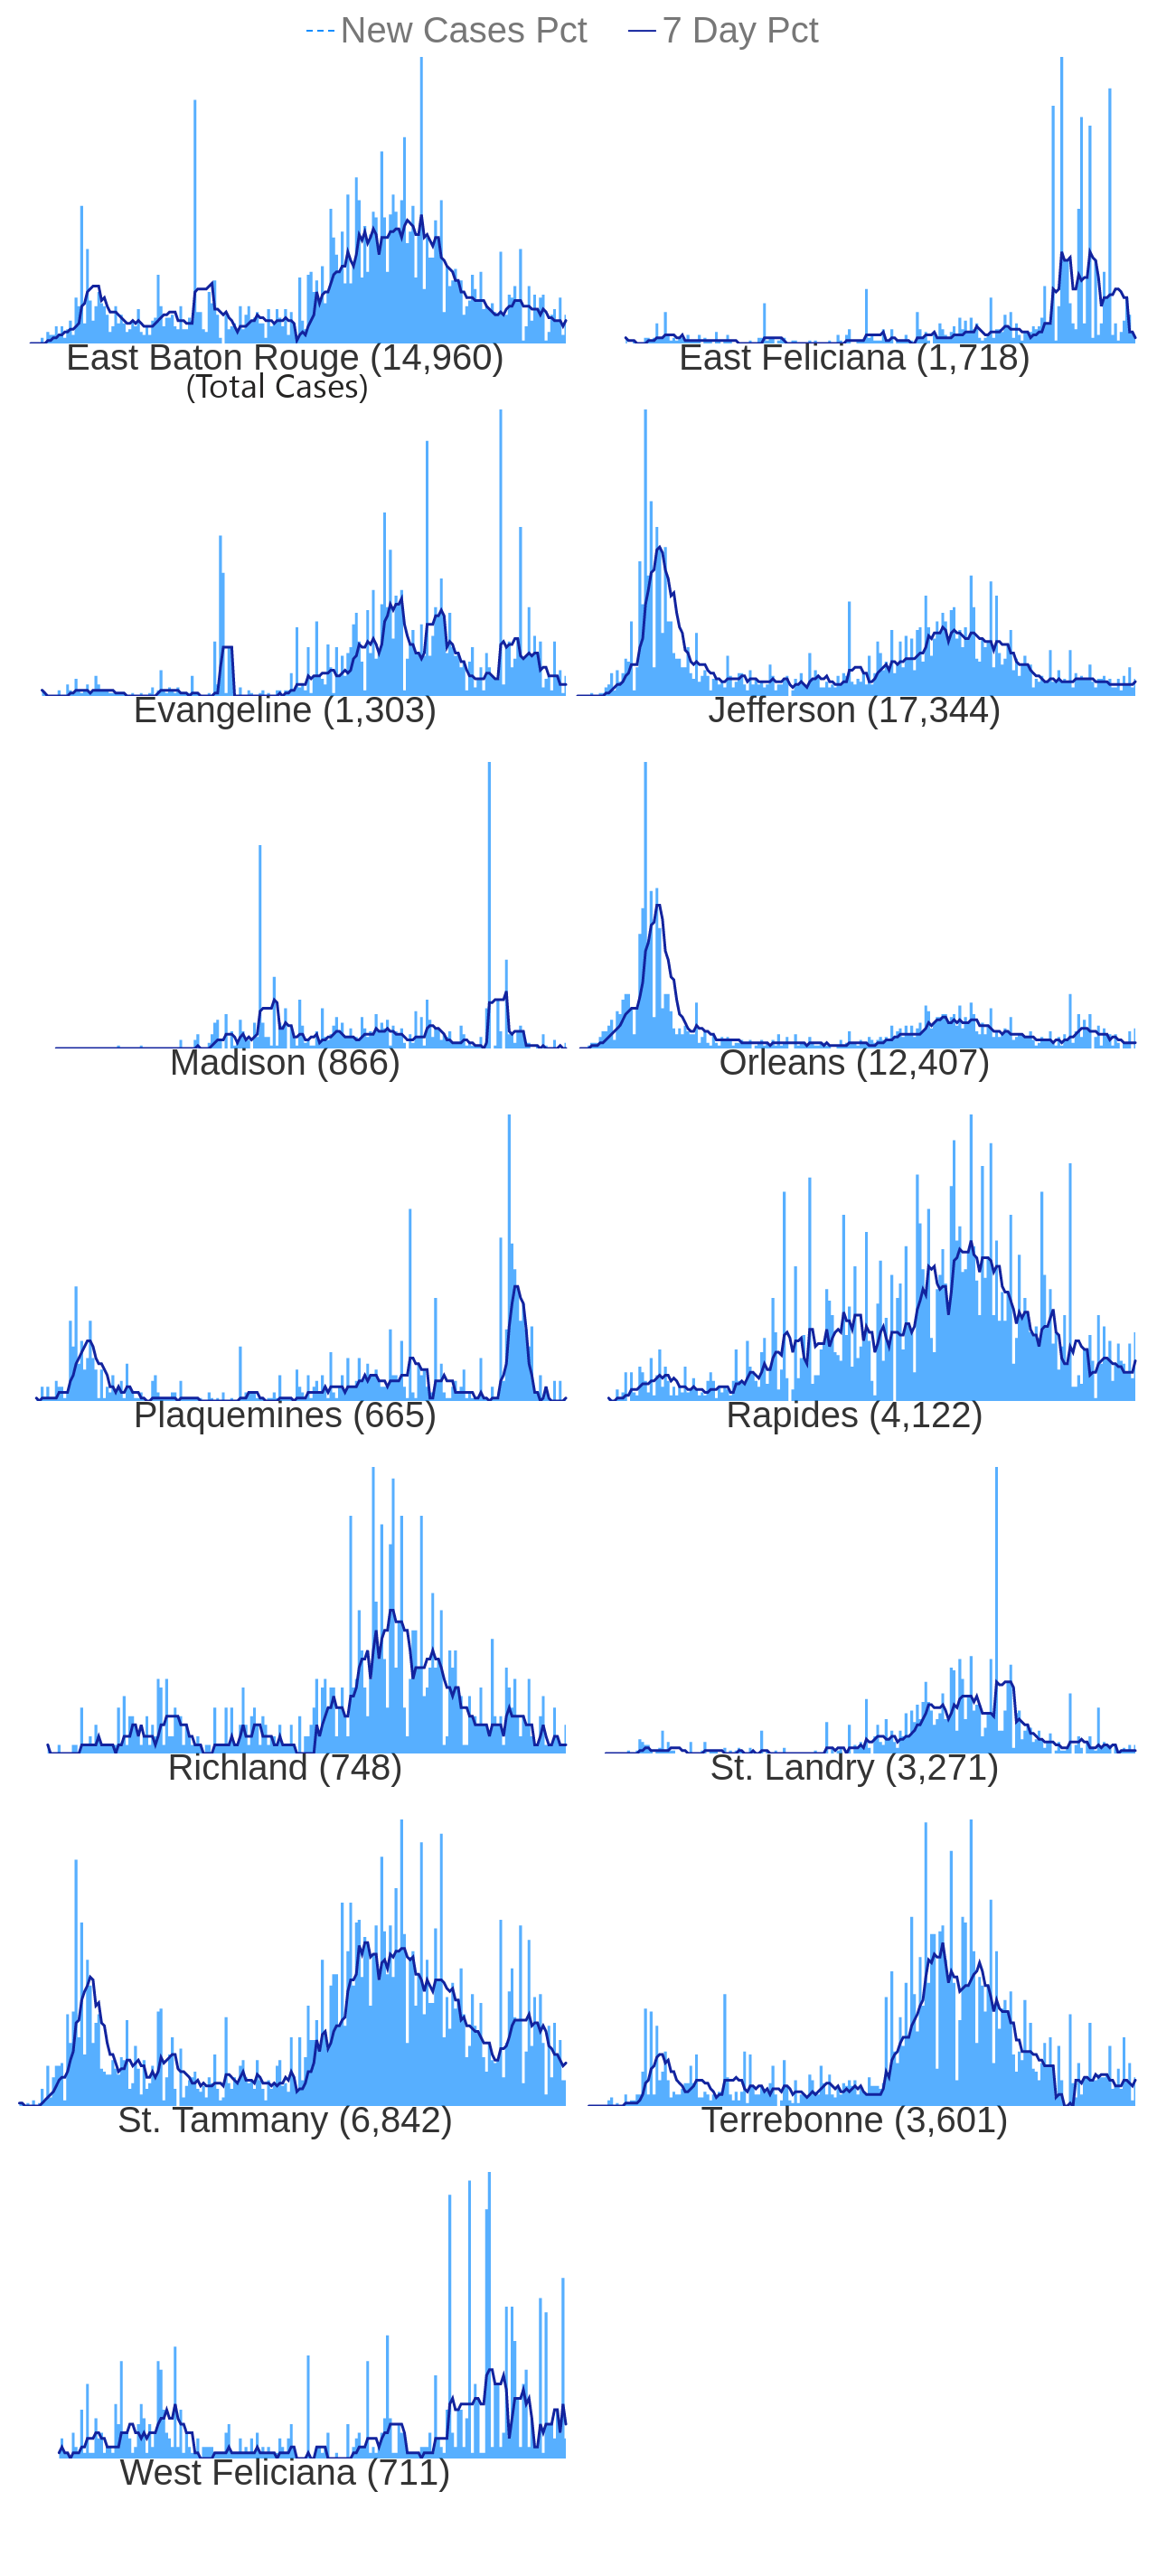 New Cases Pct 7 Day Pct
East Baton Rouge (14,960) East Feliciana (1,718)
(Total Cases)
Evangeline (1,303) Jefferson (17,344)
Madison (866) Orleans (12,407)
Plaquemines (665) Rapides (4,122)
Richland (748) St. Landry (3,271)
St. Tammany (6,842) Terrebonne (3,601)
West Feliciana (711)